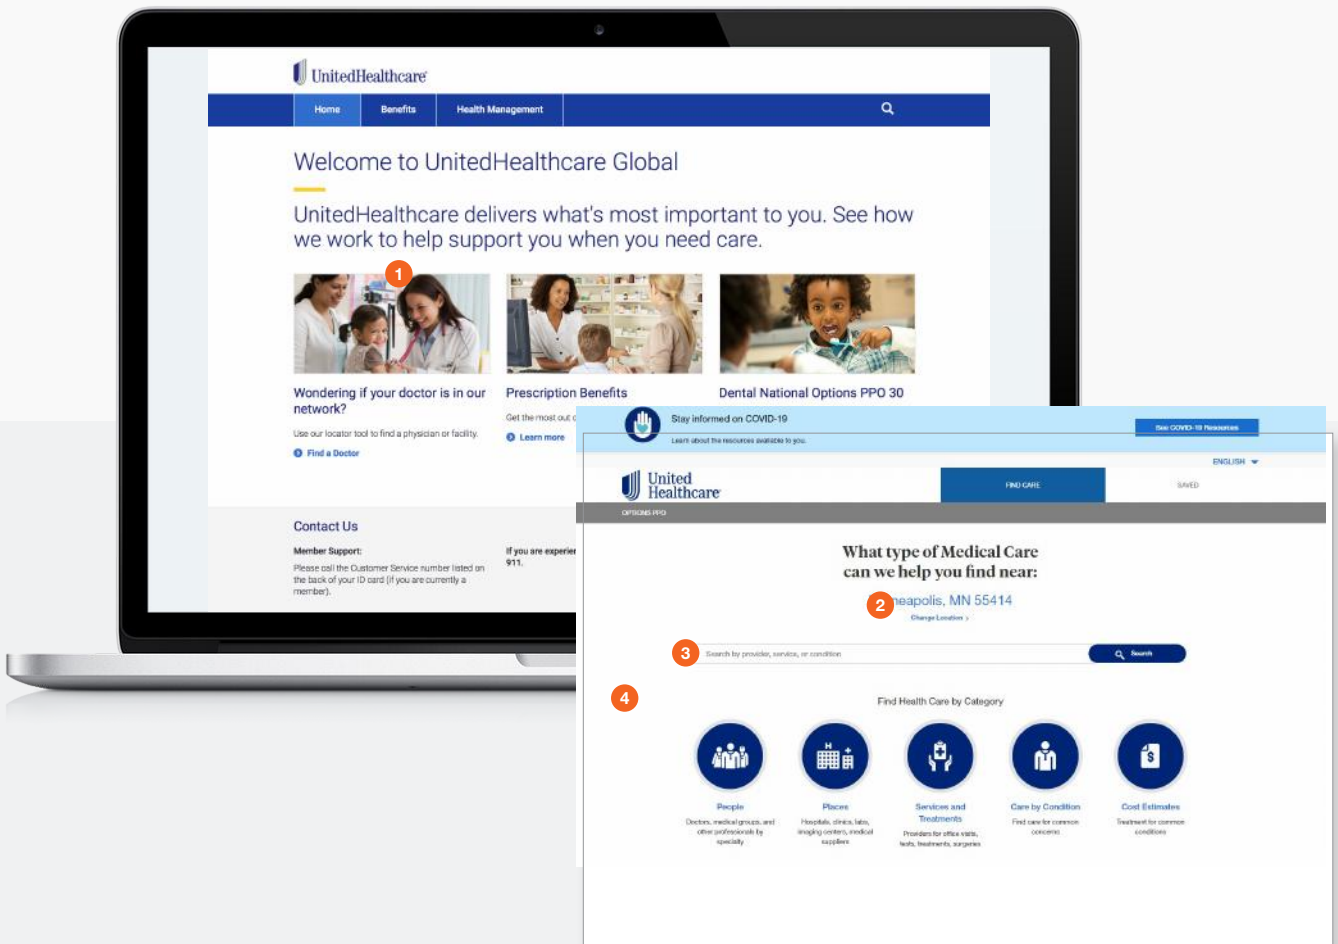 UnitedHealthcare
Home
Benefits
Health Management
Welcome to UnitedHealthcare Global
UnitedHealthcare delivers what's most important to you. See how
we work to help support you when you need care.
1
Wondering if your doctor is in our
network?
Use our locator tool to find a physician or facility.
Find a Doctor
Prescription Benefits
Get the most out
Learn more
Dental National Options PPO 30
Contact Us
Member Support:
Please call the Customer Service number listed on
the back of your ID card (if you are currently a
member).
If you are experien
911.
Stay informed on COVID-19
Learn about the resources available to you.
See COVID-19 Resources
ENGLISH
United
Healthcare
FIND CARE
SAVED
OPTIONS PPO
What type of Medical Care
can we help you find near:
2
neapolis, MN 55414
Change Location >
3
Search by provider, service, or condition
Search
4
Find Health Care by Category
H
People
Doctors, medical groups, and
other professionals by
specialty
Places
Hospitals, clinics, labs,
imaging centers, medical
suppliers
Services and
Treatments
Providers for office visits,
tests, treatments, surgeries
Care by Condition
Find care for common
concerns
$
Cost Estimates
Treatment for common
conditions